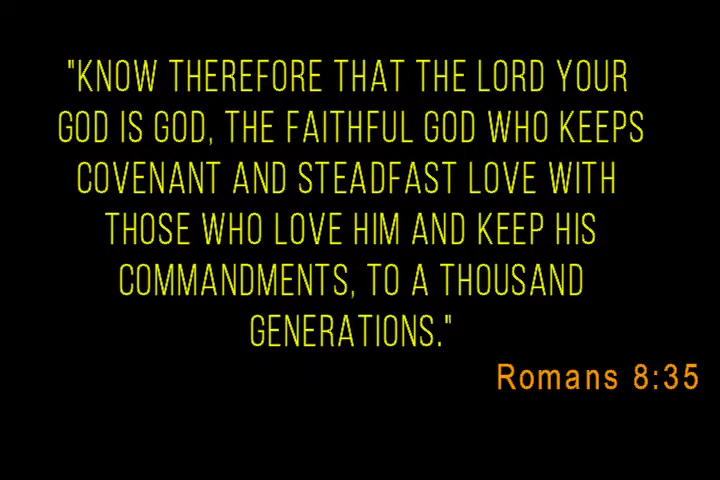 "KNOW THEREFORE THAT THE LORD YOUR
GOD IS GOD, THE FAITHFUL GOD WHO KEEPS
COVENANT AND STEADFAST LOVE WITH
THOSE WHO LOVE HIM AND KEEP HIS
COMMANDMENTS, TO A THOUSAND
GENERATIONS."
Romans 8:35